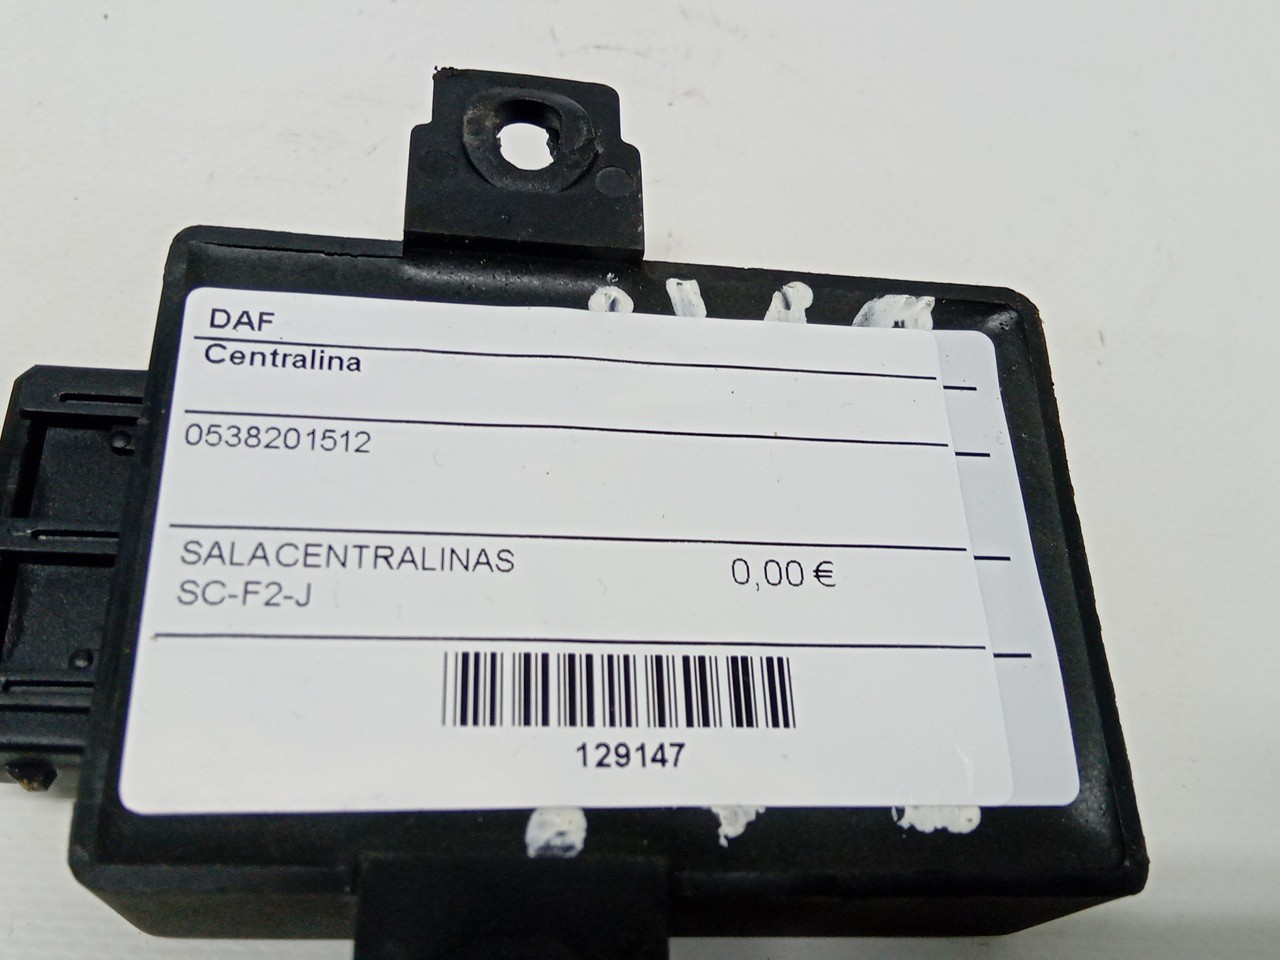 DAF
Centralina
0538201512
SALACENTRALINAS 0,00 €
SC-F2-J
129147